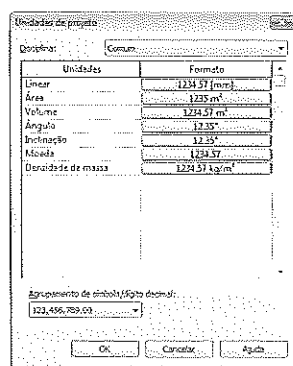 Unidades de projeto
Disciplina: Comum
Unidades Formato
Linear 1234.57 [mm]
Área 1235 m²
Volume 1234.57 m³
Ângulo 12.35°
Inclinação 12.35°
Moeda 1234.57
Densidade de massa 1234.57 kg/m³
Agrupamento de símbolo/dígito decimal:
123,456,789.00
OK Cancelar Ajuda